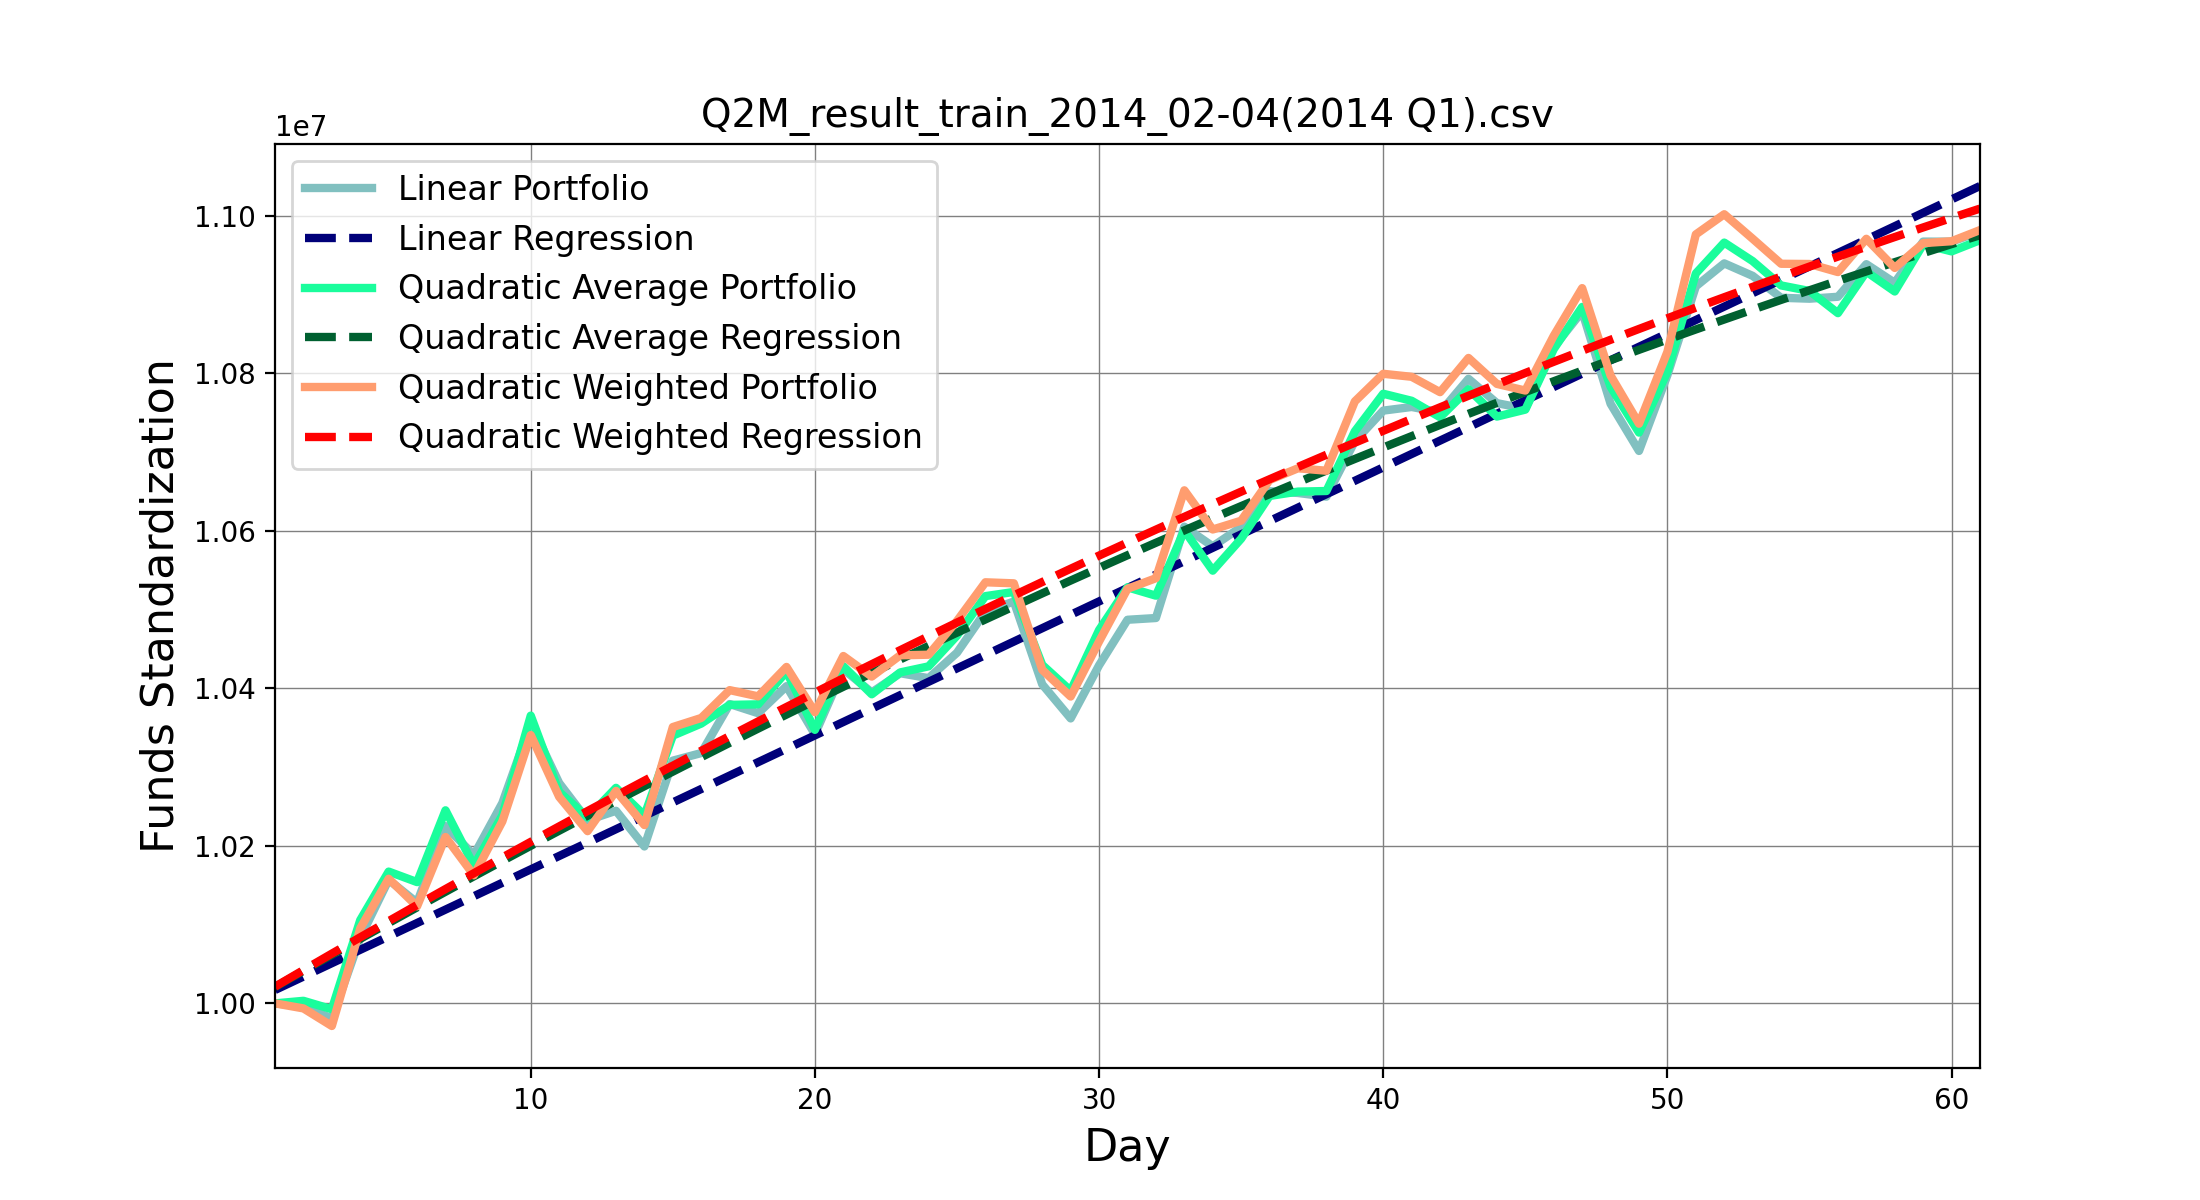 Q2M_result_train_2014_02-04(2014 Q1).csv
1e7
Linear Portfolio
Linear Regression
Quadratic Average Portfolio
Quadratic Average Regression
Quadratic Weighted Portfolio
Quadratic Weighted Regression
Funds Standardization
1.10
1.08
1.06
1.04
1.02
1.00
10 20 30 40 50 60
Day